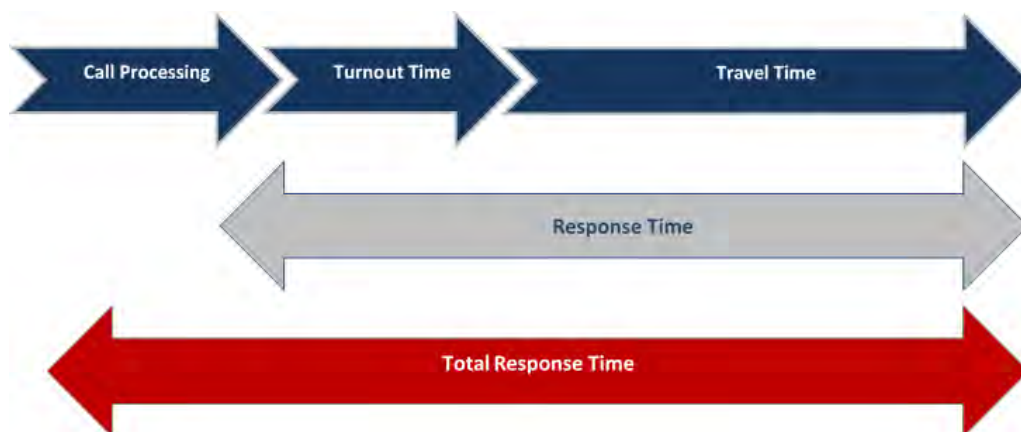 Call Processing
Turnout Time
Travel Time
Response Time
Total Response Time